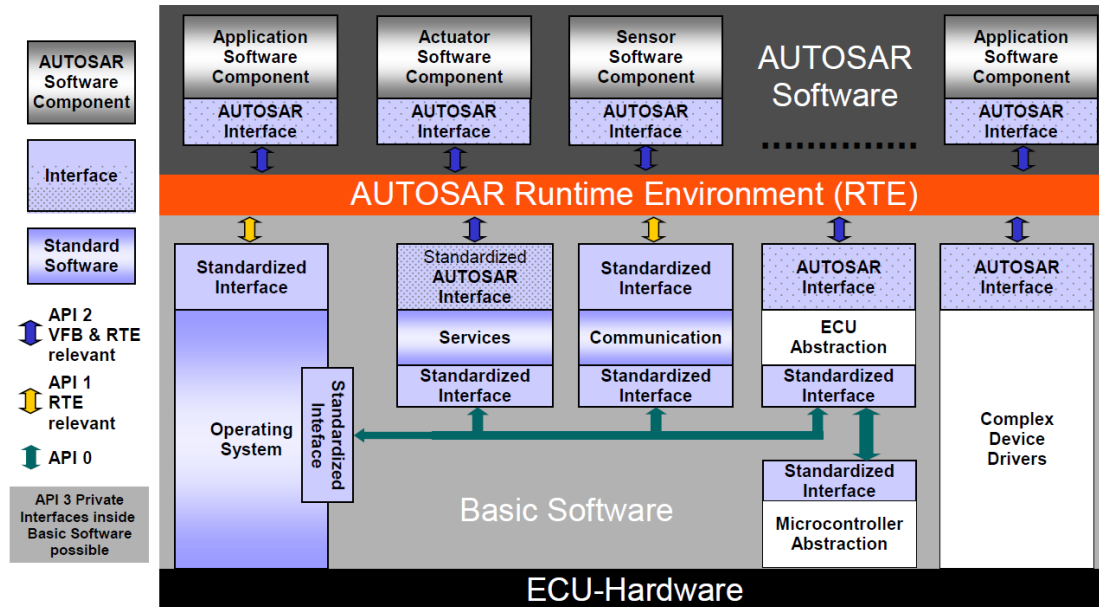 AUTOSAR
Software
Component
Interface
Standard
Software
API 2
VFB & RTE
relevant
API 1
RTE
relevant
API 0
API 3 Private
Interfaces inside
Basic Software
possible
Application
Software
Component
AUTOSAR
Interface
Actuator
Software
Component
AUTOSAR
Interface
Sensor
Software
Component
AUTOSAR
Interface
AUTOSAR
Software
Application
Software
Component
AUTOSAR
Interface
AUTOSAR Runtime Environment (RTE)
Standardized
Interface
Operating
System
Standardized
Inteface
Standardized
AUTOSAR
Interface
Services
Standardized
Interface
Standardized
Interface
Communication
Standardized
Interface
AUTOSAR
Interface
ECU
Abstraction
Standardized
Interface
Standardized
Interface
Microcontroller
Abstraction
AUTOSAR
Interface
Complex
Device
Drivers
Basic Software
ECU-Hardware